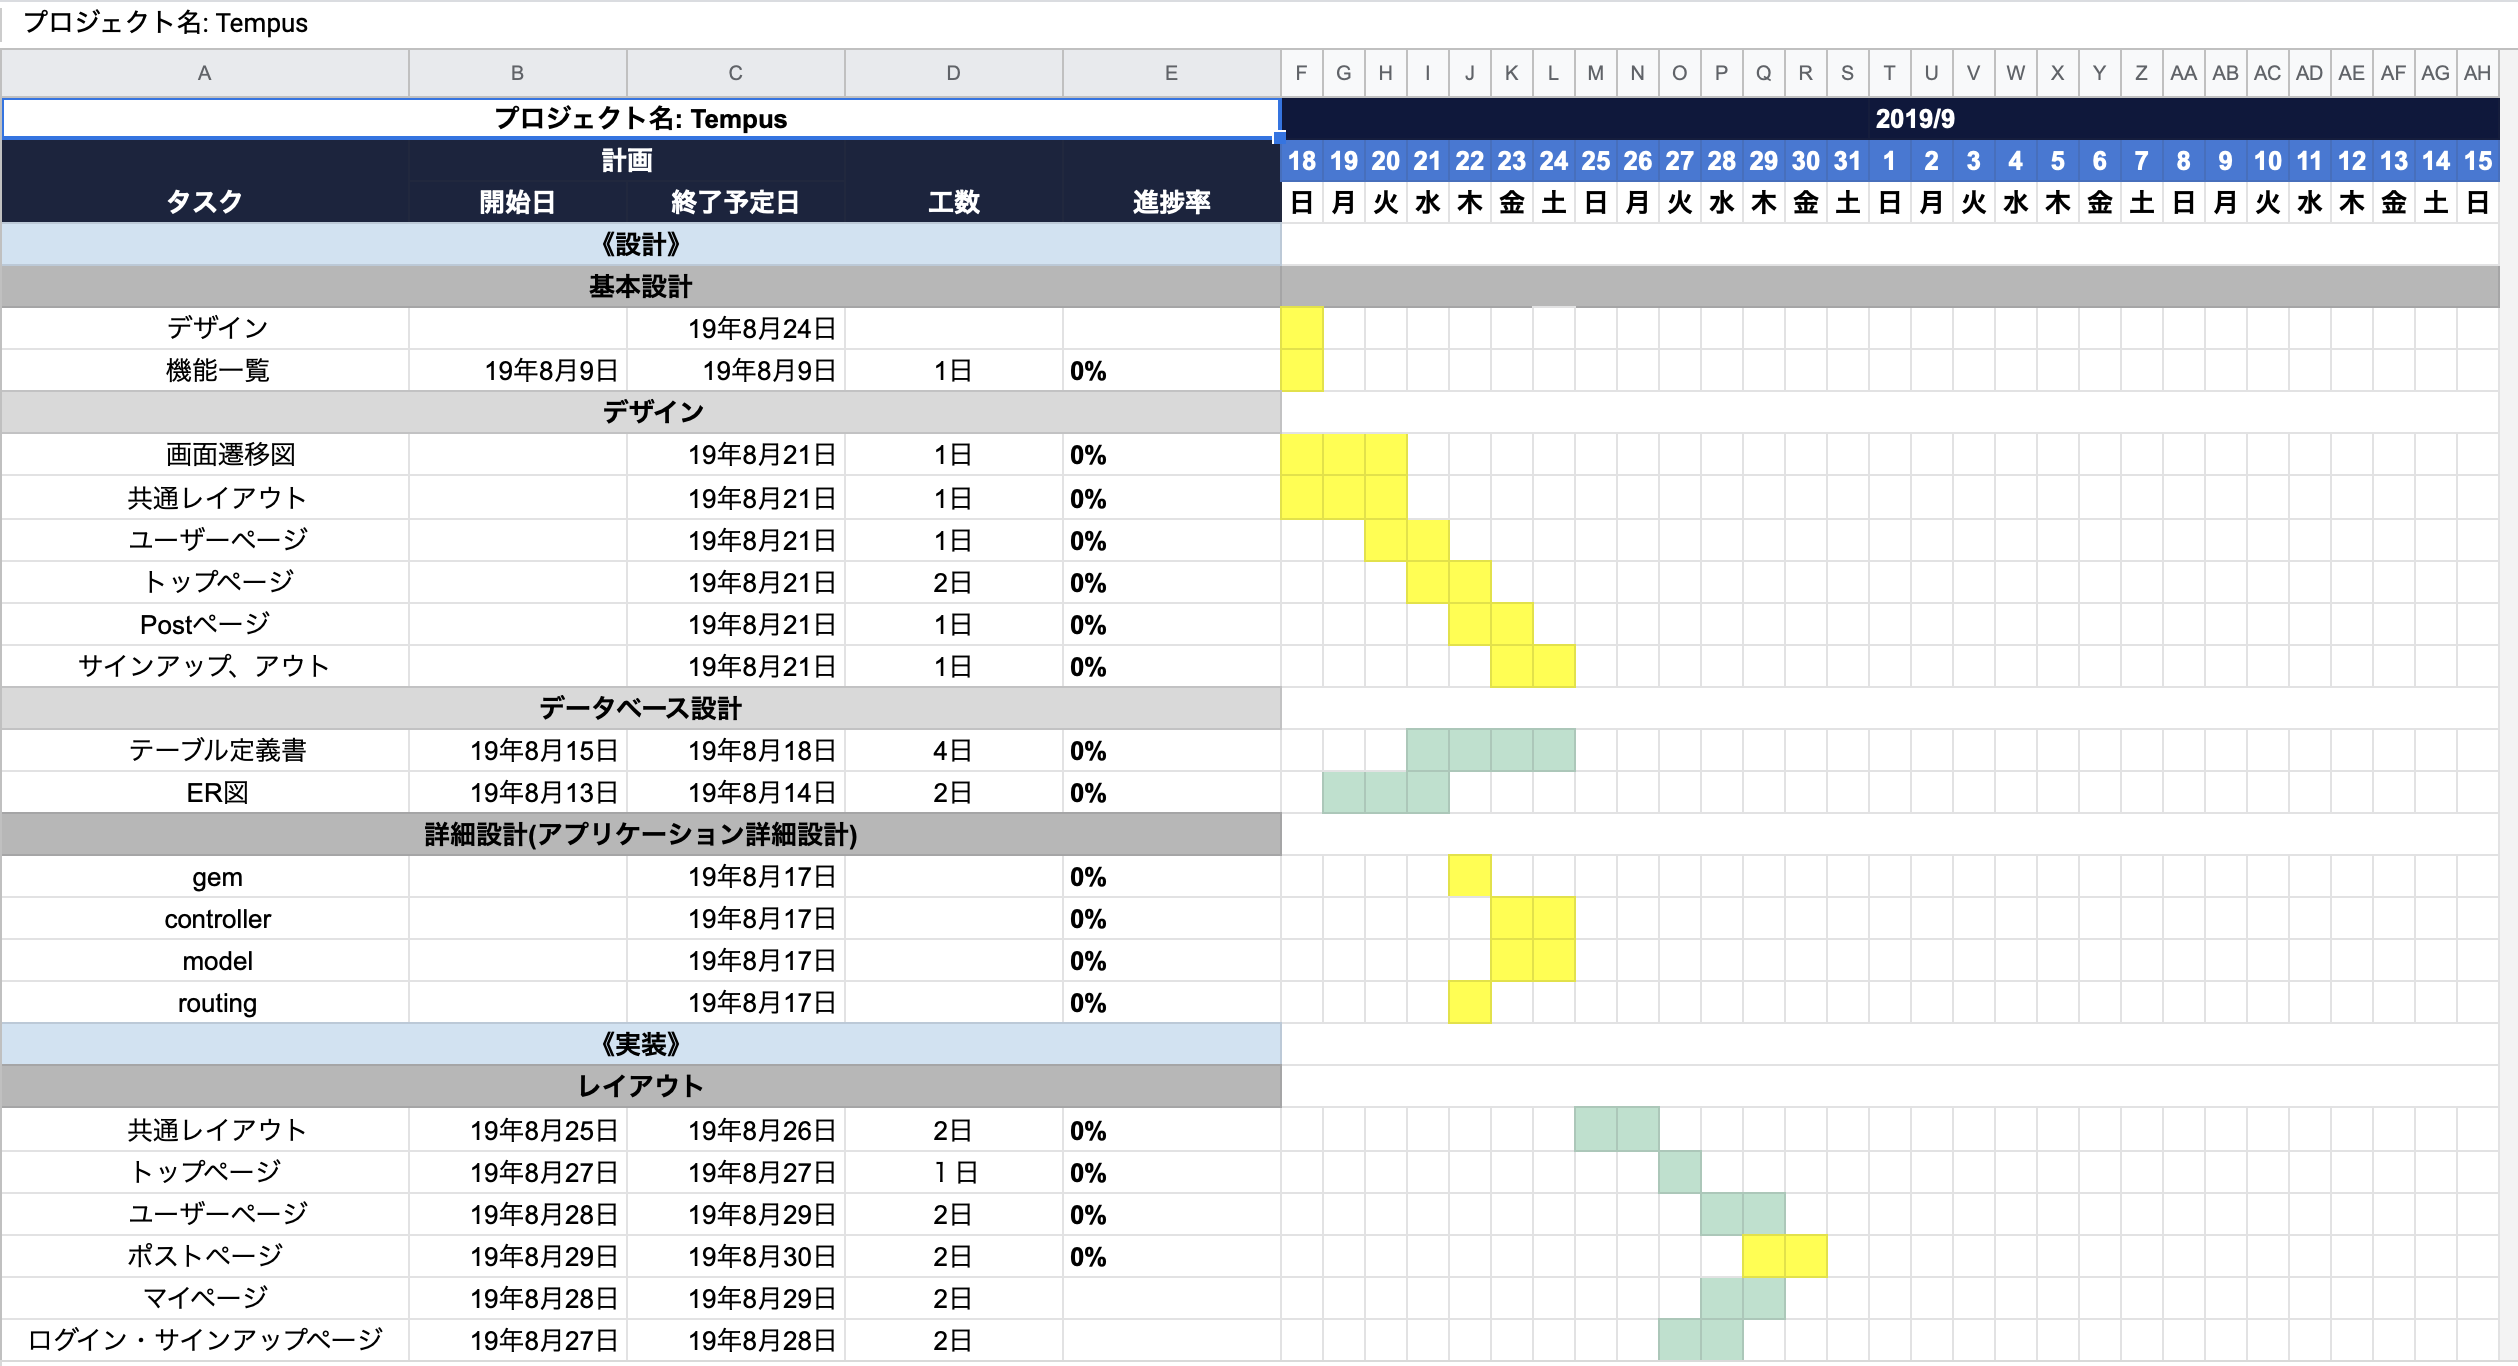 プロジェクト名: Tempus
A B C D E F G H I J K L M N O P Q R S T U V W X Y Z AA AB AC AD AE AF AG AH
プロジェクト名: Tempus 2019/9
計画 18 19 20 21 22 23 24 25 26 27 28 29 30 31 1 2 3 4 5 6 7 8 9 10 11 12 13 14 15
タスク 開始日 終了予定日 工数 進捗率 日 月 火 水 木 金 土 日 月 火 水 木 金 土 日 月 火 水 木 金 土 日 月 火 水 木 金 土 日
《設計》
基本設計
デザイン 19年8月24日
機能一覧 19年8月9日 19年8月9日 1日 0%
デザイン
画面遷移図 19年8月21日 1日 0%
共通レイアウト 19年8月21日 1日 0%
ユーザーページ 19年8月21日 1日 0%
トップページ 19年8月21日 2日 0%
Postページ 19年8月21日 1日 0%
サインアップ、アウト 19年8月21日 1日 0%
データベース設計
テーブル定義書 19年8月15日 19年8月18日 4日 0%
ER図 19年8月13日 19年8月14日 2日 0%
詳細設計(アプリケーション詳細設計)
gem 19年8月17日 0%
controller 19年8月17日 0%
model 19年8月17日 0%
routing 19年8月17日 0%
《実装》
レイアウト
共通レイアウト 19年8月25日 19年8月26日 2日 0%
トップページ 19年8月27日 19年8月27日 1 日 0%
ユーザーページ 19年8月28日 19年8月29日 2日 0%
ポストページ 19年8月29日 19年8月30日 2日 0%
マイページ 19年8月28日 19年8月29日 2日
ログイン・サインアップページ 19年8月27日 19年8月28日 2日